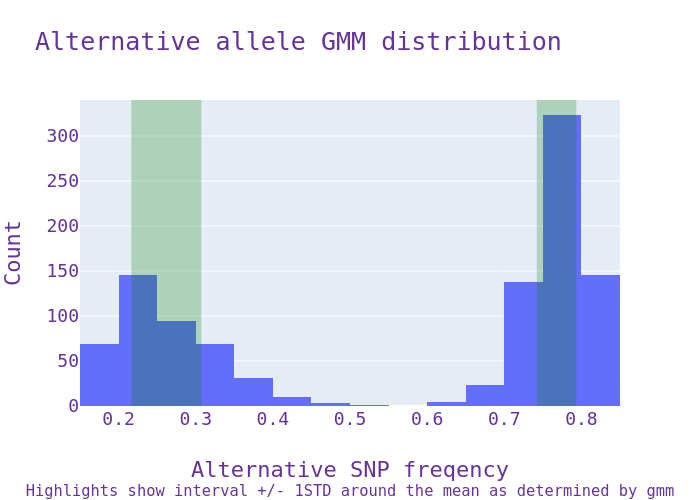 Alternative allele GMM distribution
300
250
200
150
100
50
0
Count
0.2 0.3 0.4 0.5 0.6 0.7 0.8
Alternative SNP freqency
Highlights show interval +/- 1STD around the mean as determined by gmm